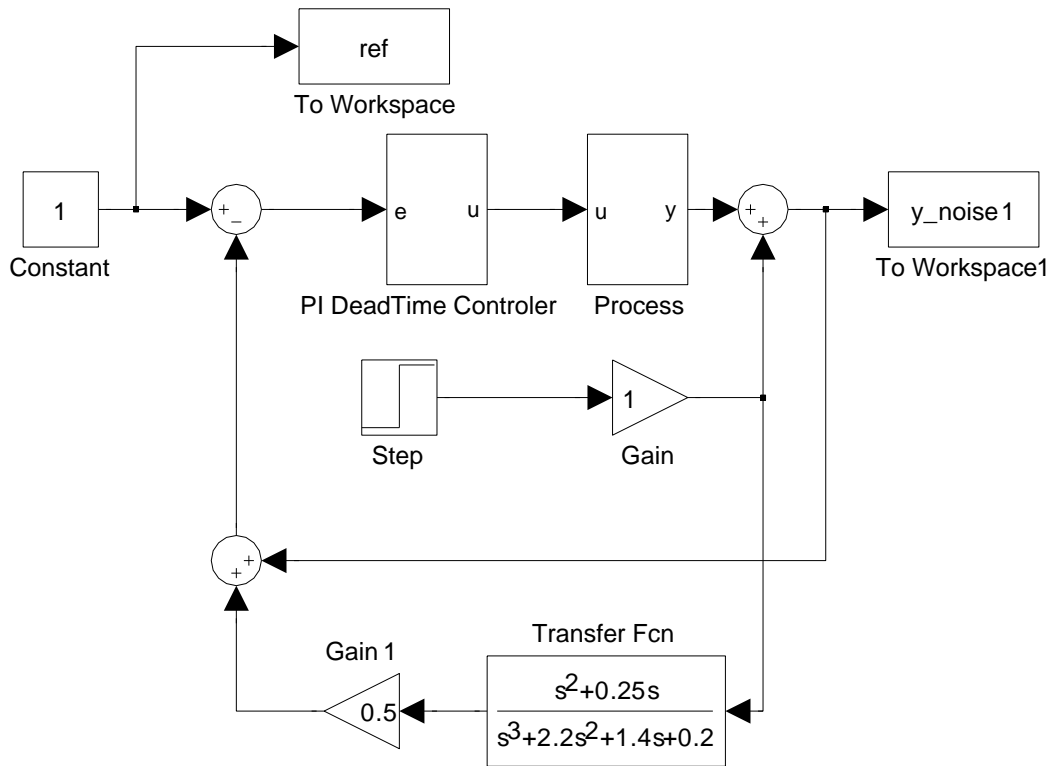 ref
To Workspace
1
Constant
+
−
e
u
PI DeadTime Controler
u
y
Process
+
+
y_noise1
To Workspace1
Step
1
Gain
+
+
Gain 1
0.5
Transfer Fcn
s²+0.25s
s³+2.2s²+1.4s+0.2